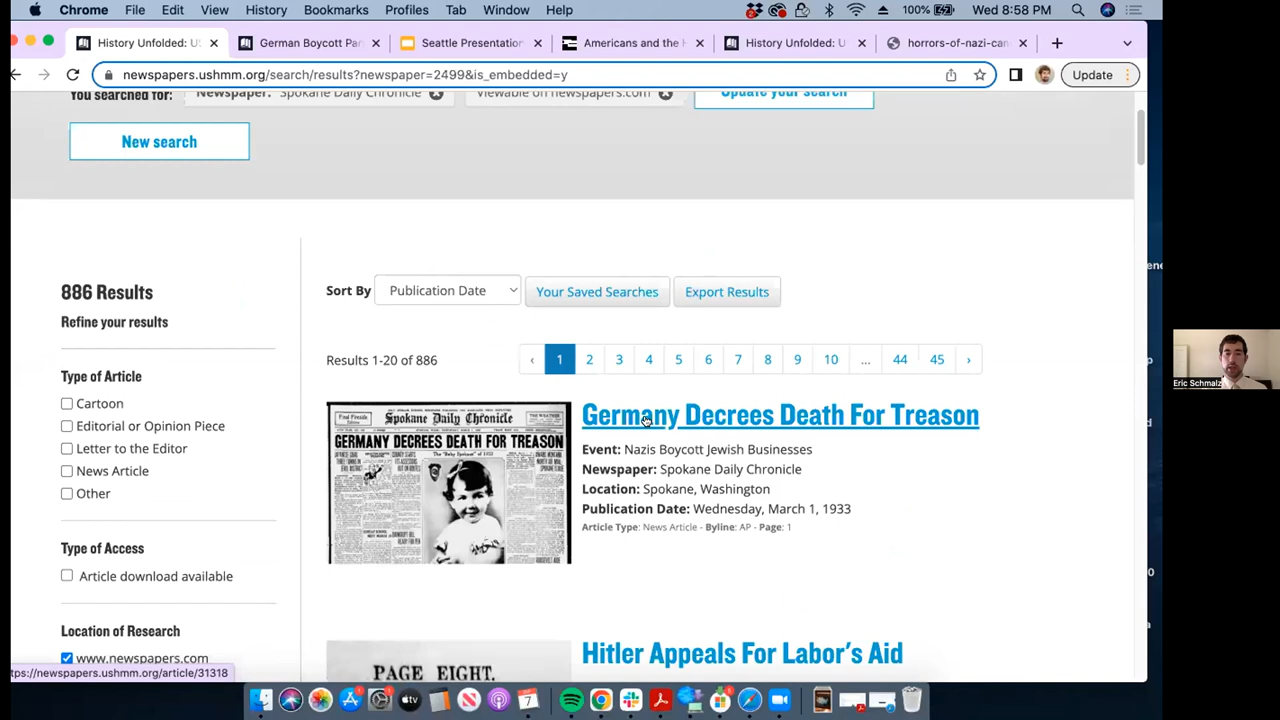 Chrome File Edit View History Bookmarks Profiles Tab Window Help 100% Wed 8:58 PM
History Unfolded: U German Boycott Par Seattle Presentation Americans and the H History Unfolded: U horrors-of-nazi-can
newspapers.ushmm.org/search/results?newspaper=2499&is_embedded=y Update
You searched for: Newspaper: Spokane Daily Chronicle Viewable on newspapers.com Update your search
New search
886 Results
Refine your results
Type of Article
Cartoon
Editorial or Opinion Piece
Letter to the Editor
News Article
Other
Type of Access
Article download available
Location of Research
www.newspapers.com
ttps://newspapers.ushmm.org/article/31318
Sort By Publication Date Your Saved Searches Export Results
Results 1-20 of 886 ‹ 1 2 3 4 5 6 7 8 9 10 ... 44 45 ›
Spokane Daily Chronicle
GERMANY DECREES DEATH FOR TREASON
Germany Decrees Death For Treason
Event: Nazis Boycott Jewish Businesses
Newspaper: Spokane Daily Chronicle
Location: Spokane, Washington
Publication Date: Wednesday, March 1, 1933
Article Type: News Article - Byline: AP - Page: 1
PAGE EIGHT.
Hitler Appeals For Labor's Aid
Eric Schmalz